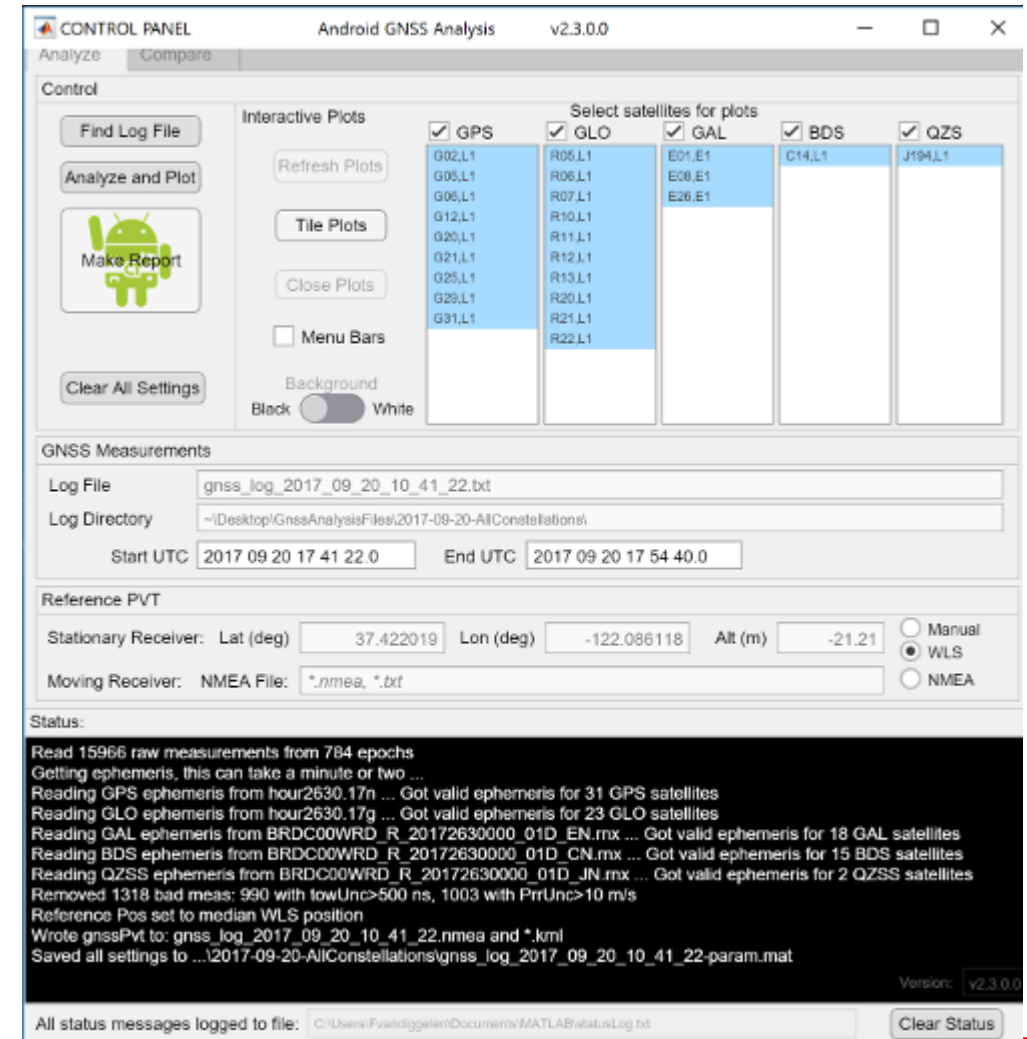 CONTROL PANEL Android GNSS Analysis v2.3.0.0
Analyze Compare
Control
Find Log File
Analyze and Plot
Make Report
Clear All Settings
Interactive Plots
Refresh Plots
Tile Plots
Close Plots
Menu Bars
Background
Black White
Select satellites for plots
GPS
G02,L1
G05,L1
G06,L1
G12,L1
G20,L1
G21,L1
G25,L1
G29,L1
G31,L1
GLO
R05,L1
R06,L1
R07,L1
R10,L1
R11,L1
R12,L1
R13,L1
R20,L1
R21,L1
R22,L1
GAL
E01,E1
E08,E1
E26,E1
BDS
C14,L1
QZS
J194,L1
GNSS Measurements
Log File gnss_log_2017_09_20_10_41_22.txt
Log Directory ~\Desktop\GnssAnalysisFiles\2017-09-20-AllConstellations\
Start UTC 2017 09 20 17 41 22.0 End UTC 2017 09 20 17 54 40.0
Reference PVT
Stationary Receiver: Lat (deg) 37.422019 Lon (deg) -122.086118 Alt (m) -21.21
Manual
WLS
Moving Receiver: NMEA File: *.nmea, *.txt
NMEA
Status:
Read 15966 raw measurements from 784 epochs
Getting ephemeris, this can take a minute or two ...
Reading GPS ephemeris from hour2630.17n ... Got valid ephemeris for 31 GPS satellites
Reading GLO ephemeris from hour2630.17g ... Got valid ephemeris for 23 GLO satellites
Reading GAL ephemeris from BRDC00WRD_R_20172630000_01D_EN.rnx ... Got valid ephemeris for 18 GAL satellites
Reading BDS ephemeris from BRDC00WRD_R_20172630000_01D_CN.rnx ... Got valid ephemeris for 15 BDS satellites
Reading QZSS ephemeris from BRDC00WRD_R_20172630000_01D_JN.rnx ... Got valid ephemeris for 2 QZSS satellites
Removed 1318 bad meas: 990 with towUnc>500 ns, 1003 with PrrUnc>10 m/s
Reference Pos set to median WLS position
Wrote gnssPvt to: gnss_log_2017_09_20_10_41_22.nmea and *.kml
Saved all settings to ...\2017-09-20-AllConstellations\gnss_log_2017_09_20_10_41_22-param.mat
Version: v2.3.0.0
All status messages logged to file: C:\Users\Fvandiggelen\Documents\MATLAB\statusLog.txt
Clear Status